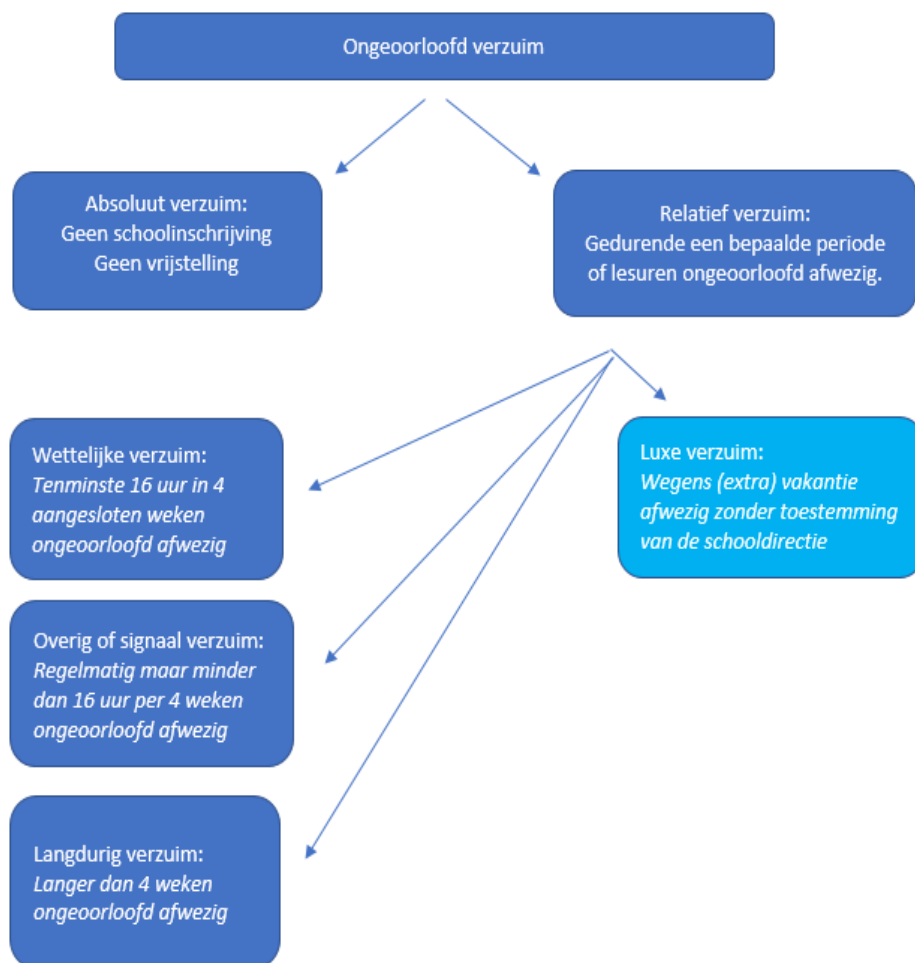 Ongeoorloofd verzuim
Absoluut verzuim:
Geen schoolinschrijving
Geen vrijstelling
Relatief verzuim:
Gedurende een bepaalde periode
of lesuren ongeoorloofd afwezig.
Wettelijke verzuim:
Tenminste 16 uur in 4
aangesloten weken
ongeoorloofd afwezig
Luxe verzuim:
Wegens (extra) vakantie
afwezig zonder toestemming
van de schooldirectie
Overig of signaal verzuim:
Regelmatig maar minder
dan 16 uur per 4 weken
ongeoorloofd afwezig
Langdurig verzuim:
Langer dan 4 weken
ongeoorloofd afwezig